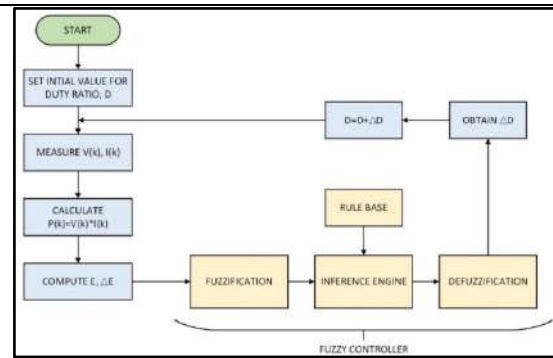 START
SET INTIAL VALUE FOR
DUTY RATIO, D
D=D+△D
OBTAIN △D
MEASURE V(k), I(k)
CALCULATE
P(k)=V(k)*I(k)
RULE BASE
COMPUTE E, △E
FUZZIFICATION
INFERENCE ENGINE
DEFUZZIFICATION
FUZZY CONTROLLER